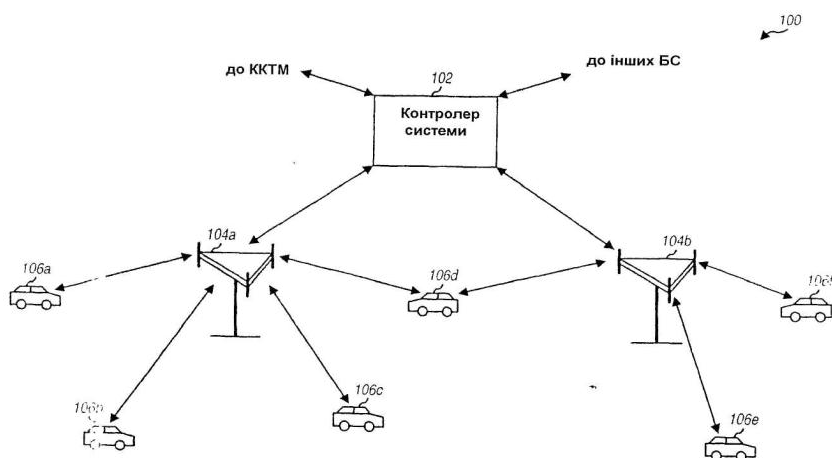 100
до ККТМ
до інших БС
102
Контролер
системи
104a
104b
106a
106d
106c
106e